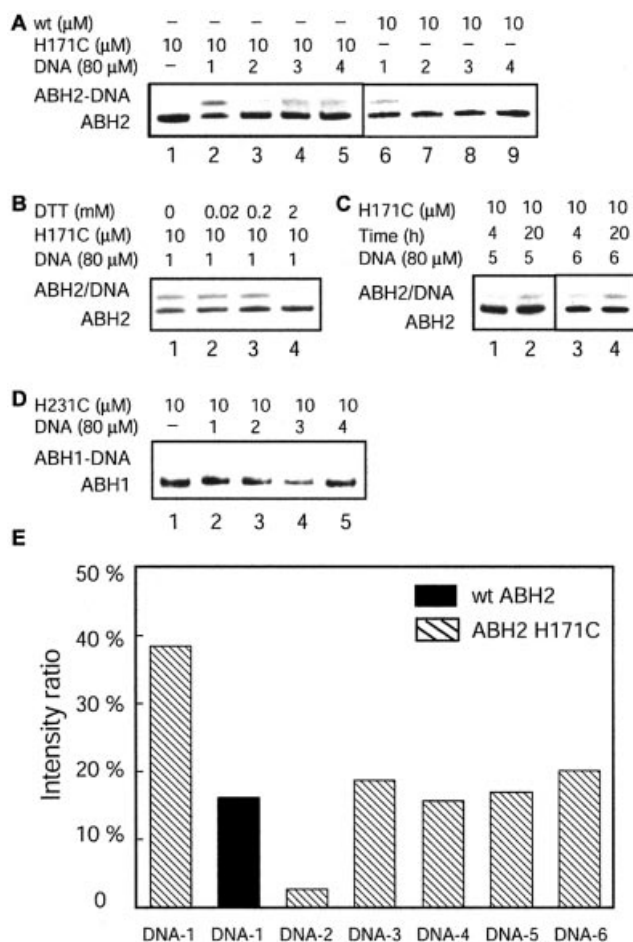 A
wt (μM) – – – – – 10 10 10 10
H171C (μM) 10 10 10 10 10 – – – –
DNA (80 μM) – 1 2 3 4 1 2 3 4
ABH2-DNA
ABH2
1 2 3 4 5 6 7 8 9
B
DTT (mM) 0 0.02 0.2 2
H171C (μM) 10 10 10 10
DNA (80 μM) 1 1 1 1
ABH2/DNA
ABH2
1 2 3 4
C
H171C (μM) 10 10 10 10
Time (h) 4 20 4 20
DNA (80 μM) 5 5 6 6
ABH2/DNA
ABH2
1 2 3 4
D
H231C (μM) 10 10 10 10 10
DNA (80 μM) – 1 2 3 4
ABH1-DNA
ABH1
1 2 3 4 5
E
50 %
40 %
30 %
20 %
10 %
0
Intensity ratio
wt ABH2
ABH2 H171C
DNA-1 DNA-1 DNA-2 DNA-3 DNA-4 DNA-5 DNA-6